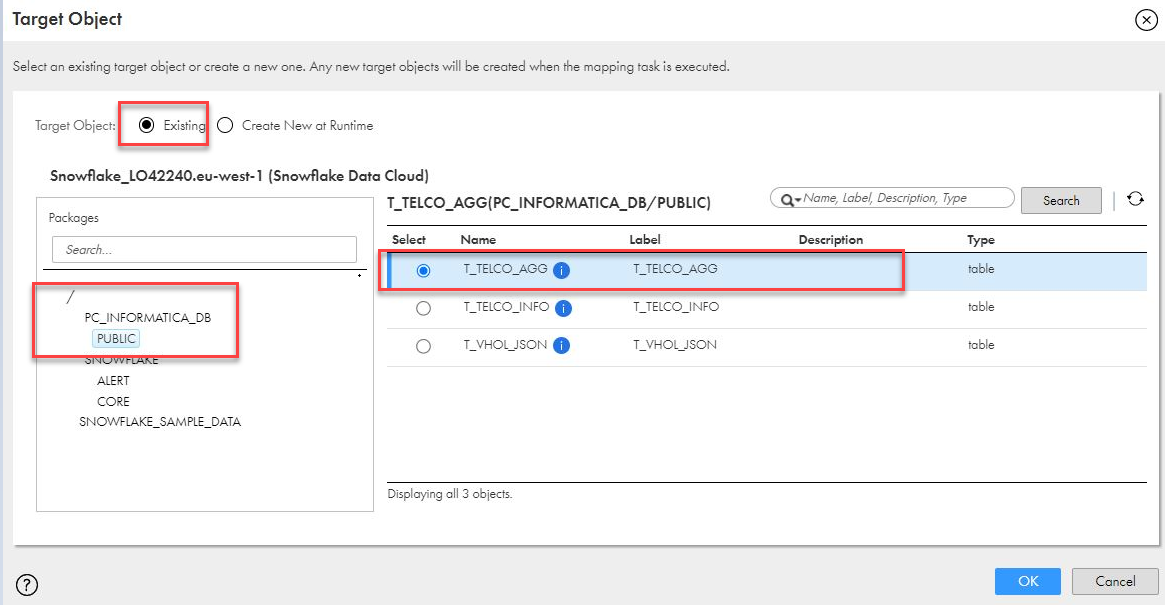 Target Object
Select an existing target object or create a new one. Any new target objects will be created when the mapping task is executed.
Target Object: Existing Create New at Runtime
Snowflake_LO42240.eu-west-1 (Snowflake Data Cloud)
Packages
Search...
/
PC_INFORMATICA_DB
PUBLIC
SNOWFLAKE
ALERT
CORE
SNOWFLAKE_SAMPLE_DATA
T_TELCO_AGG(PC_INFORMATICA_DB/PUBLIC)
Name, Label, Description, Type
Search
Select Name Label Description Type
T_TELCO_AGG i T_TELCO_AGG table
T_TELCO_INFO i T_TELCO_INFO table
T_VHOL_JSON i T_VHOL_JSON table
Displaying all 3 objects.
?
OK Cancel